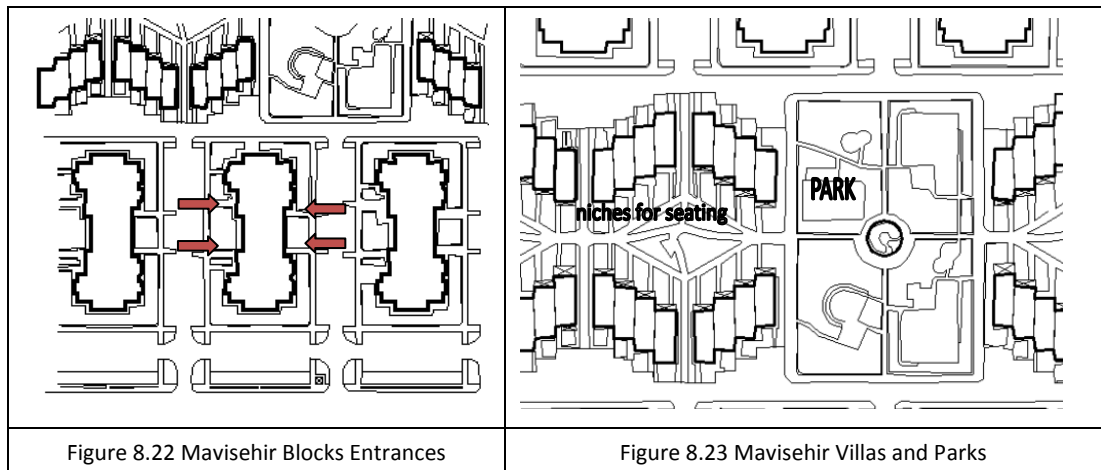 niches for seating
PARK
Figure 8.22 Mavisehir Blocks Entrances
Figure 8.23 Mavisehir Villas and Parks